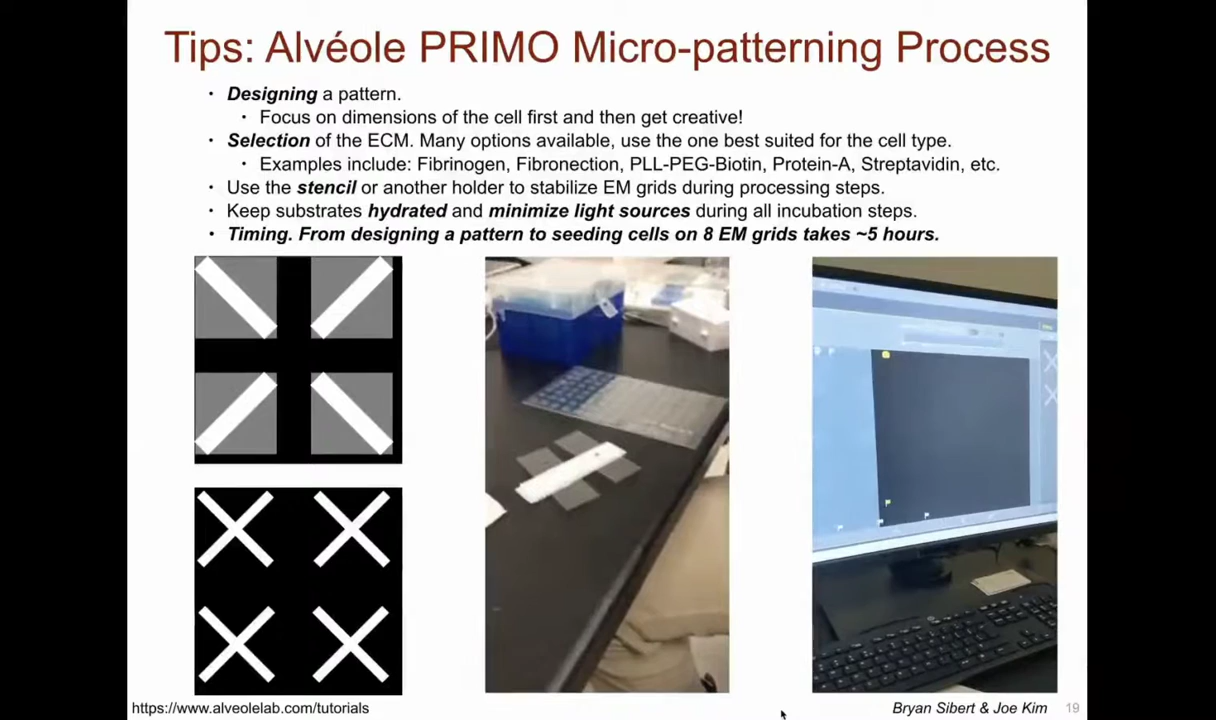 Tips: Alvéole PRIMO Micro-patterning Process
• Designing a pattern.
• Focus on dimensions of the cell first and then get creative!
• Selection of the ECM. Many options available, use the one best suited for the cell type.
• Examples include: Fibrinogen, Fibronection, PLL-PEG-Biotin, Protein-A, Streptavidin, etc.
• Use the stencil or another holder to stabilize EM grids during processing steps.
• Keep substrates hydrated and minimize light sources during all incubation steps.
• Timing. From designing a pattern to seeding cells on 8 EM grids takes ~5 hours.
https://www.alveolelab.com/tutorials
Bryan Sibert & Joe Kim
19